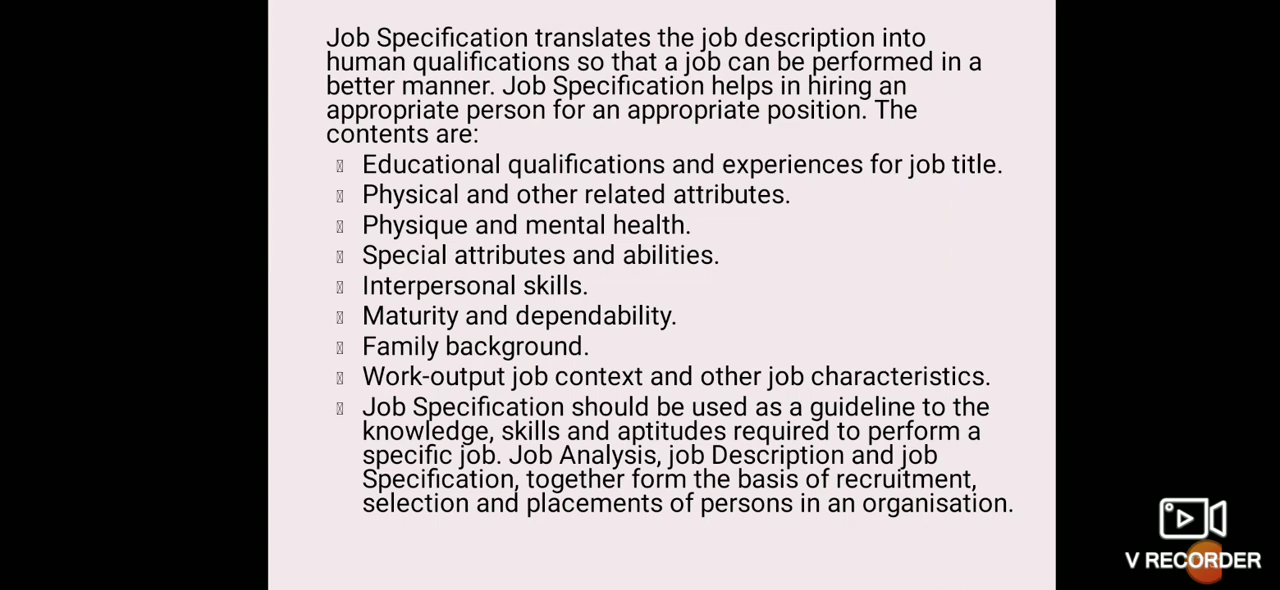 Job Specification translates the job description into
human qualifications so that a job can be performed in a
better manner. Job Specification helps in hiring an
appropriate person for an appropriate position. The
contents are:
Educational qualifications and experiences for job title.
Physical and other related attributes.
Physique and mental health.
Special attributes and abilities.
Interpersonal skills.
Maturity and dependability.
Family background.
Work-output job context and other job characteristics.
Job Specification should be used as a guideline to the
knowledge, skills and aptitudes required to perform a
specific job. Job Analysis, job Description and job
Specification, together form the basis of recruitment,
selection and placements of persons in an organisation.
V RECORDER